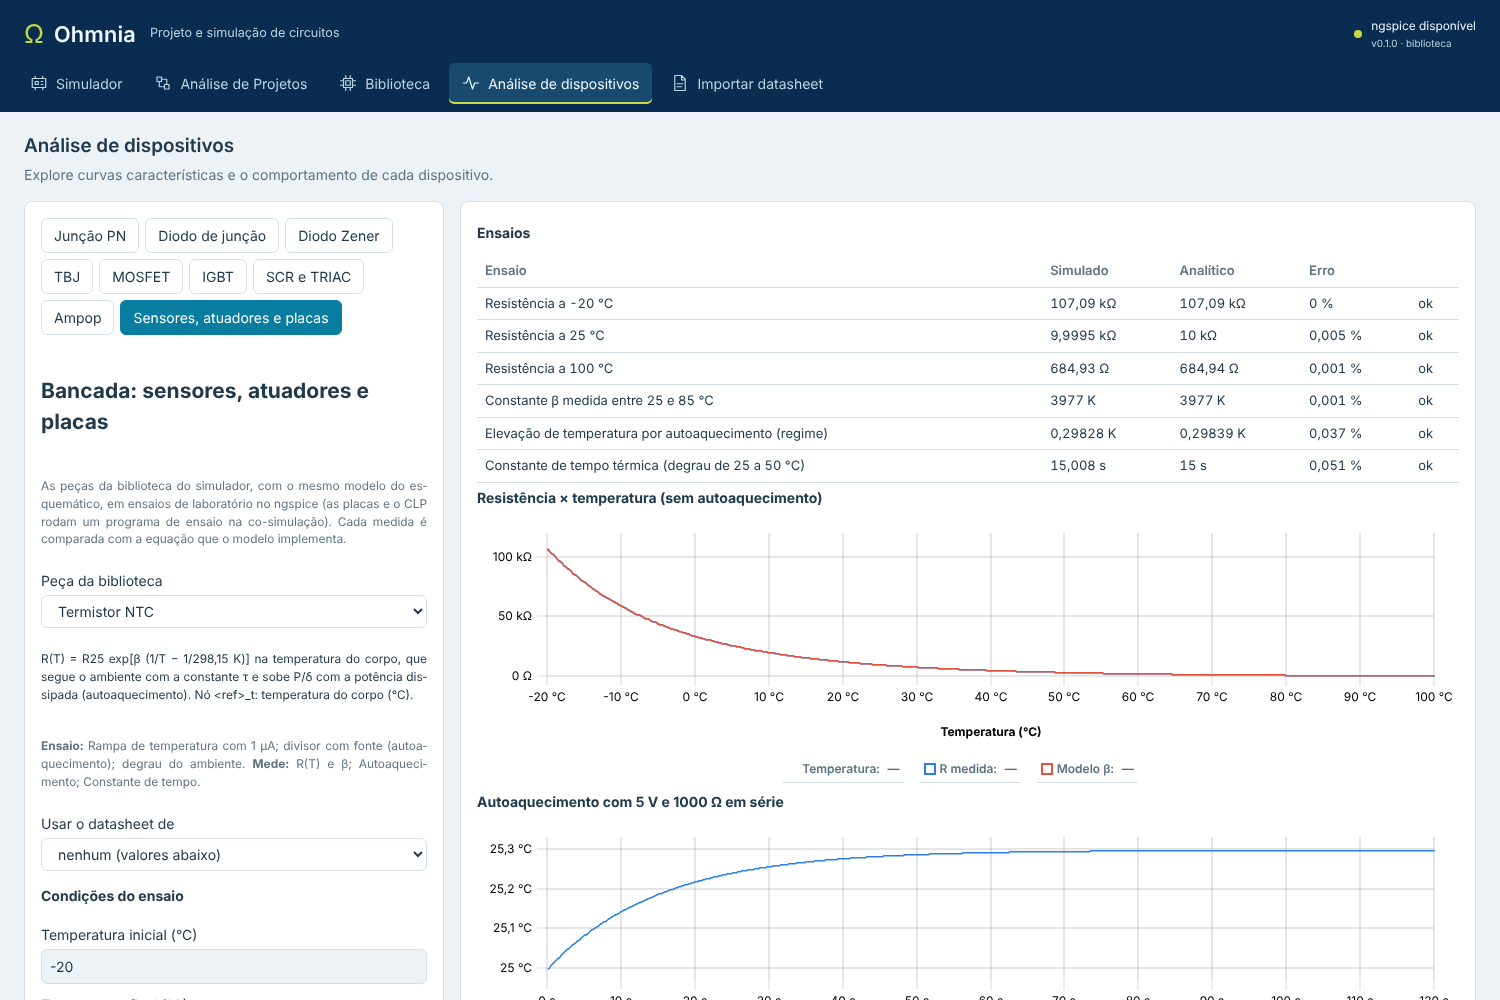 Ω Ohmnia
Projeto e simulação de circuitos
ngspice disponível
v0.1.0 · biblioteca
Simulador
Análise de Projetos
Biblioteca
Análise de dispositivos
Importar datasheet
Análise de dispositivos
Explore curvas características e o comportamento de cada dispositivo.
Junção PN
Diodo de junção
Diodo Zener
TBJ
MOSFET
IGBT
SCR e TRIAC
Ampop
Sensores, atuadores e placas
Bancada: sensores, atuadores e
placas
As peças da biblioteca do simulador, com o mesmo modelo do es-
quemático, em ensaios de laboratório no ngspice (as placas e o CLP
rodam um programa de ensaio na co-simulação). Cada medida é
comparada com a equação que o modelo implementa.
Peça da biblioteca
Termistor NTC
R(T) = R25 exp[β (1/T − 1/298,15 K)] na temperatura do corpo, que
segue o ambiente com a constante τ e sobe P/δ com a potência dis-
sipada (autoaquecimento). Nó <ref>_t: temperatura do corpo (°C).
Ensaio: Rampa de temperatura com 1 µA; divisor com fonte (autoa-
quecimento); degrau do ambiente. Mede: R(T) e β; Autoaqueci-
mento; Constante de tempo.
Usar o datasheet de
nenhum (valores abaixo)
Condições do ensaio
Temperatura inicial (°C)
-20
Ensaios
Ensaio Simulado Analítico Erro
Resistência a -20 °C 107,09 kΩ 107,09 kΩ 0 % ok
Resistência a 25 °C 9,9995 kΩ 10 kΩ 0,005 % ok
Resistência a 100 °C 684,93 Ω 684,94 Ω 0,001 % ok
Constante β medida entre 25 e 85 °C 3977 K 3977 K 0,001 % ok
Elevação de temperatura por autoaquecimento (regime) 0,29828 K 0,29839 K 0,037 % ok
Constante de tempo térmica (degrau de 25 a 50 °C) 15,008 s 15 s 0,051 % ok
Resistência × temperatura (sem autoaquecimento)
100 kΩ
50 kΩ
0 Ω
-20 °C -10 °C 0 °C 10 °C 20 °C 30 °C 40 °C 50 °C 60 °C 70 °C 80 °C 90 °C 100 °C
Temperatura (°C)
Temperatura: — R medida: — Modelo β: —
Autoaquecimento com 5 V e 1000 Ω em série
25,3 °C
25,2 °C
25,1 °C
25 °C